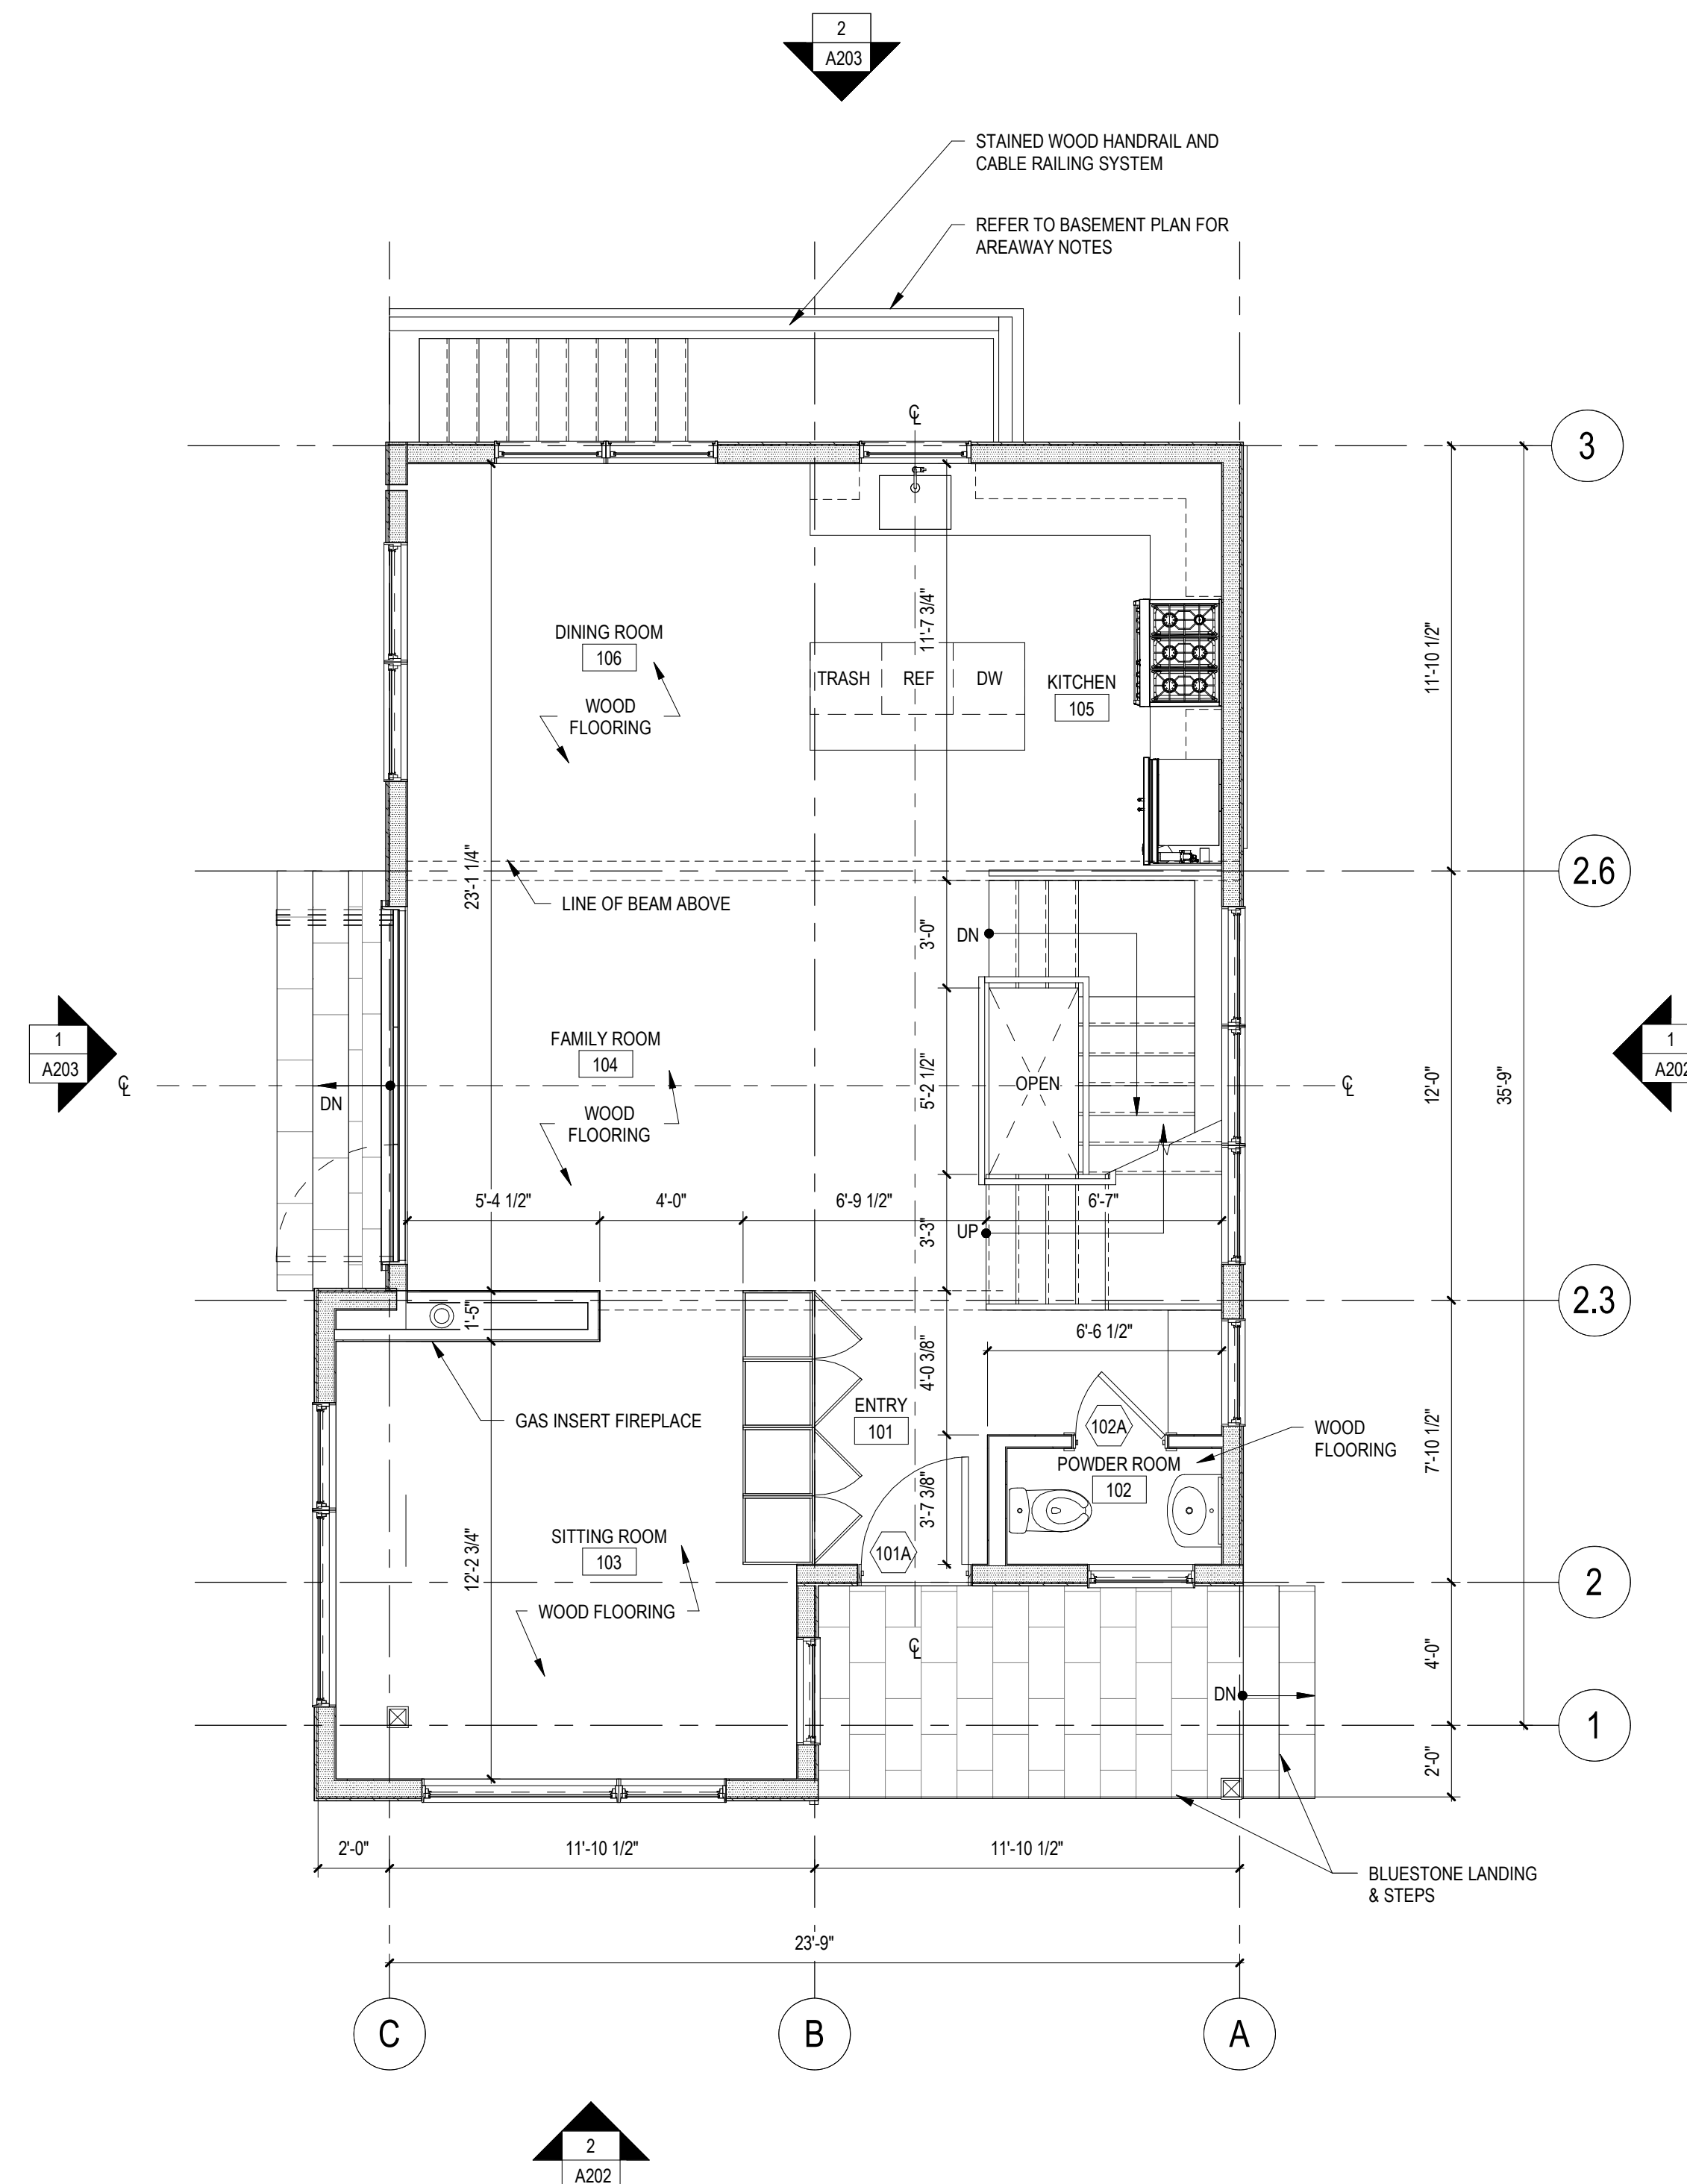 2
A203
STAINED WOOD HANDRAIL AND
CABLE RAILING SYSTEM
REFER TO BASEMENT PLAN FOR
AREAWAY NOTES
℄
3
11'-7 3/4"
11'-10 1/2"
DINING ROOM
106
WOOD
FLOORING
TRASH
REF
DW
KITCHEN
105
23'-1 1/4"
2.6
LINE OF BEAM ABOVE
3'-0"
DN
1
A203
℄
DN
FAMILY ROOM
104
WOOD
FLOORING
5'-2 1/2"
OPEN
℄
12'-0"
35'-9"
1
A202
5'-4 1/2"
4'-0"
6'-9 1/2"
6'-7"
3'-3"
UP
2.3
1'-5"
6'-6 1/2"
4'-0 3/8"
GAS INSERT FIREPLACE
ENTRY
101
102A
WOOD
FLOORING
7'-10 1/2"
POWDER ROOM
102
3'-7 3/8"
SITTING ROOM
103
12'-2 3/4"
101A
WOOD FLOORING
2
℄
4'-0"
DN
1
2'-0"
2'-0"
11'-10 1/2"
11'-10 1/2"
BLUESTONE LANDING
& STEPS
23'-9"
C
B
A
2
A202